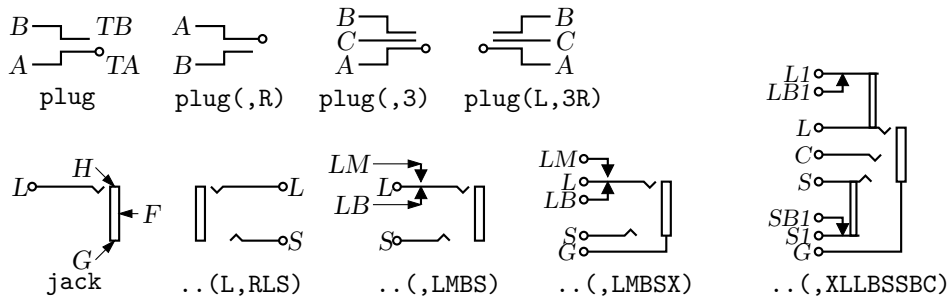 B TB
A TA
plug
A
B
plug(,R)
B
C
A
plug(,3)
B
C
A
plug(L,3R)
L
H
F
G
jack
L
S
..(L,RLS)
LM
L
LB
S
..(,LMBS)
LM
L
LB
S
G
..(,LMBSX)
L1
LB1
L
C
S
SB1
S1
G
..(,XLLBSSBC)